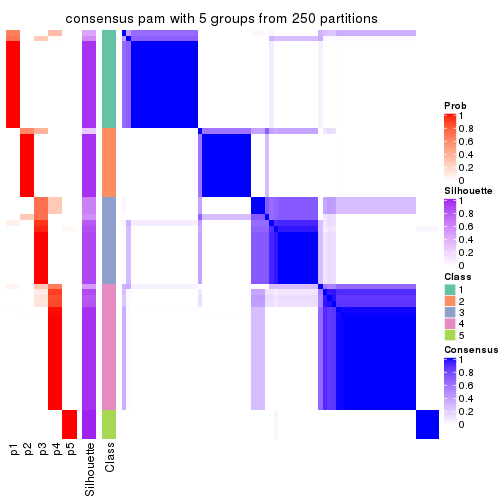 consensus pam with 5 groups from 250 partitions
Prob
1
0.8
0.6
0.4
0.2
0
Silhouette
1
0.8
0.6
0.4
0.2
0
Class
1
2
3
4
5
Consensus
1
0.8
0.6
0.4
0.2
0
p1
p2
p3
p4
p5
Silhouette
Class